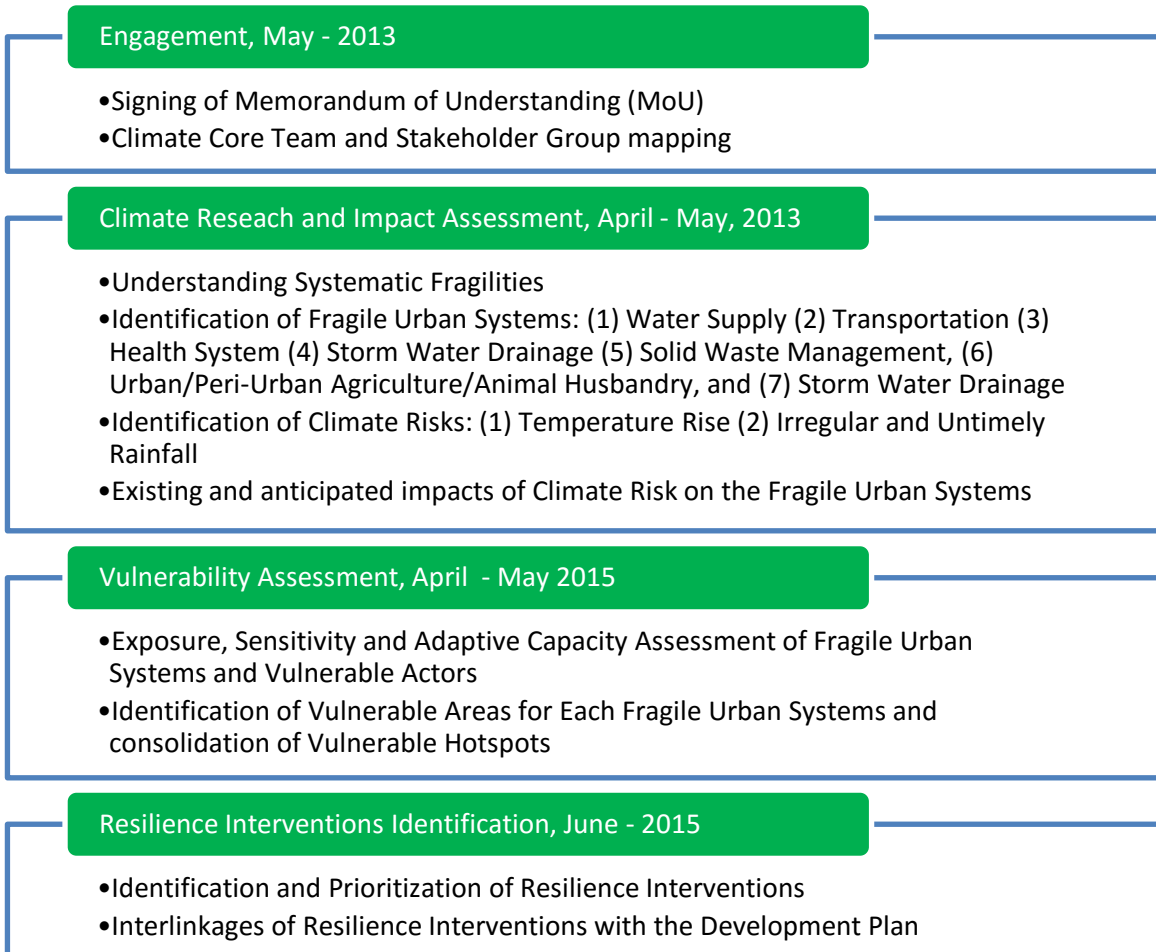 Engagement, May - 2013
•Signing of Memorandum of Understanding (MoU)
•Climate Core Team and Stakeholder Group mapping
Climate Reseach and Impact Assessment, April - May, 2013
•Understanding Systematic Fragilities
•Identification of Fragile Urban Systems: (1) Water Supply (2) Transportation (3)
Health System (4) Storm Water Drainage (5) Solid Waste Management, (6)
Urban/Peri-Urban Agriculture/Animal Husbandry, and (7) Storm Water Drainage
•Identification of Climate Risks: (1) Temperature Rise (2) Irregular and Untimely
Rainfall
•Existing and anticipated impacts of Climate Risk on the Fragile Urban Systems
Vulnerability Assessment, April  - May 2015
•Exposure, Sensitivity and Adaptive Capacity Assessment of Fragile Urban
Systems and Vulnerable Actors
•Identification of Vulnerable Areas for Each Fragile Urban Systems and
consolidation of Vulnerable Hotspots
Resilience Interventions Identification, June - 2015
•Identification and Prioritization of Resilience Interventions
•Interlinkages of Resilience Interventions with the Development Plan